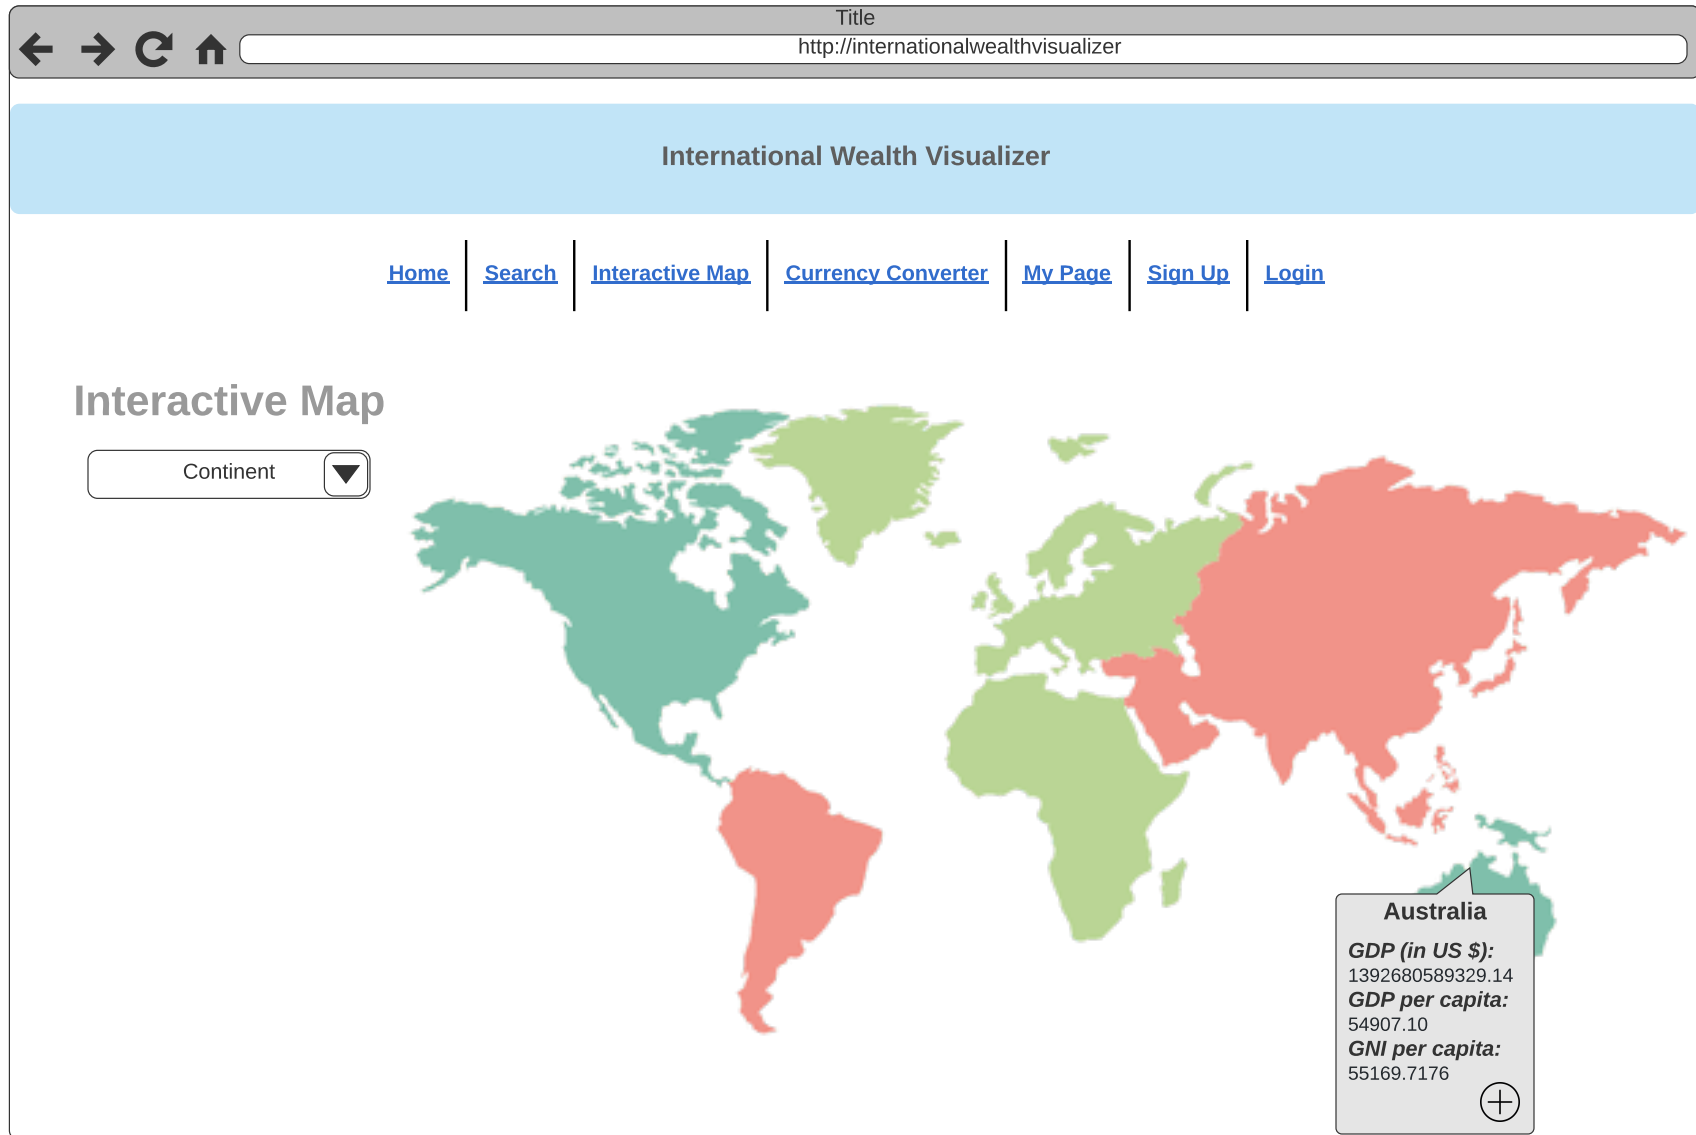 Title
http://internationalwealthvisualizer
International Wealth Visualizer
Home Search Interactive Map Currency Converter My Page Sign Up Login
Interactive Map
Continent
Australia
GDP (in US $):
1392680589329.14
GDP per capita:
54907.10
GNI per capita:
55169.7176